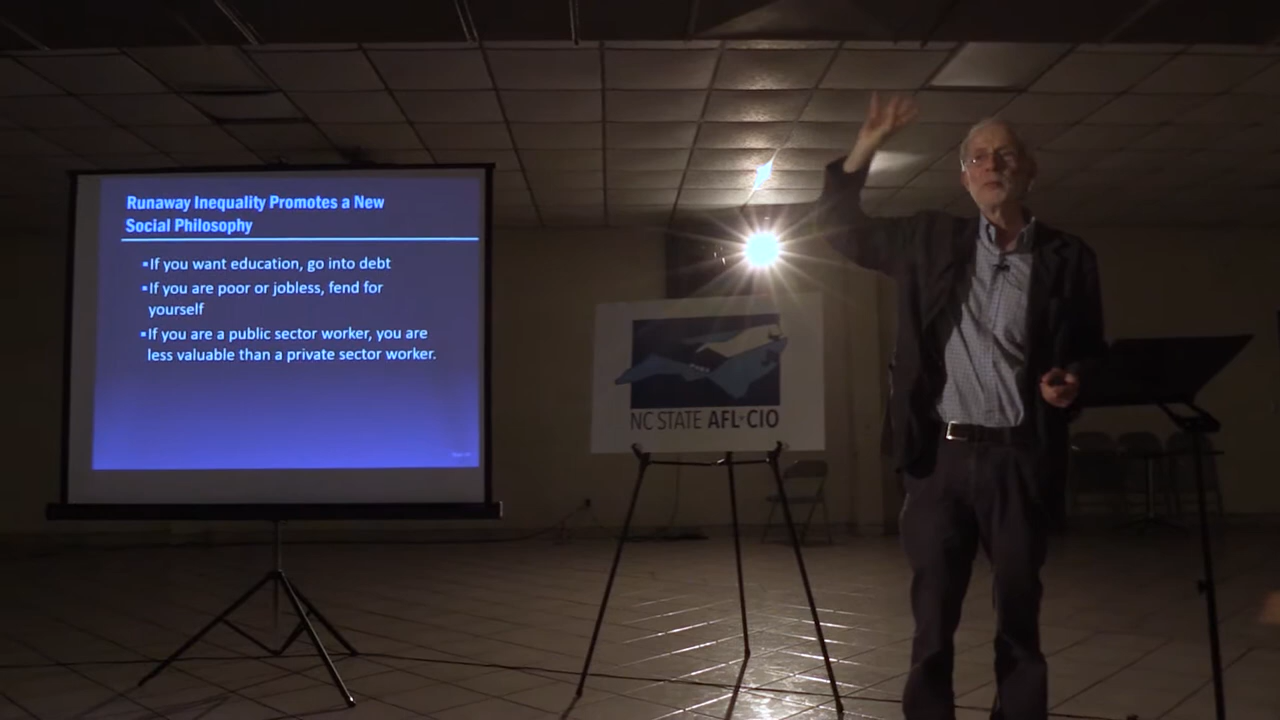 Runaway Inequality Promotes a New
Social Philosophy
▪If you want education, go into debt
▪If you are poor or jobless, fend for
yourself
▪If you are a public sector worker, you are
less valuable than a private sector worker.
NC STATE AFL-CIO